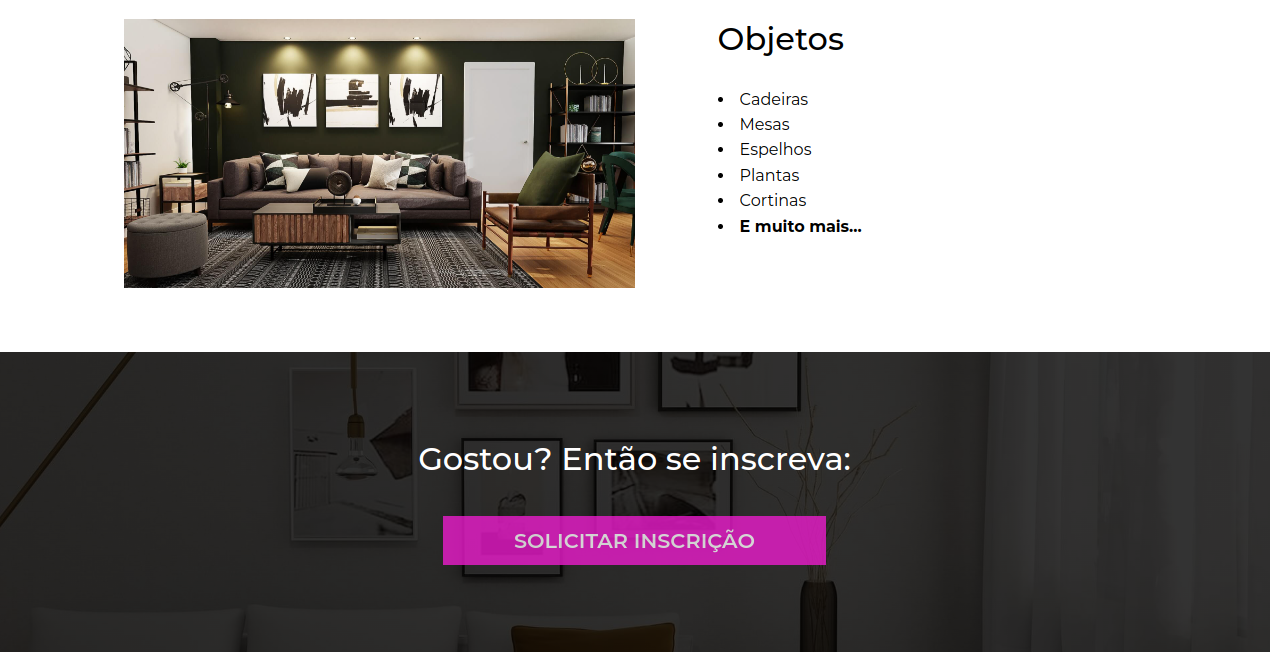 Objetos
Cadeiras
Mesas
Espelhos
Plantas
Cortinas
E muito mais...
Gostou? Então se inscreva:
SOLICITAR INSCRIÇÃO